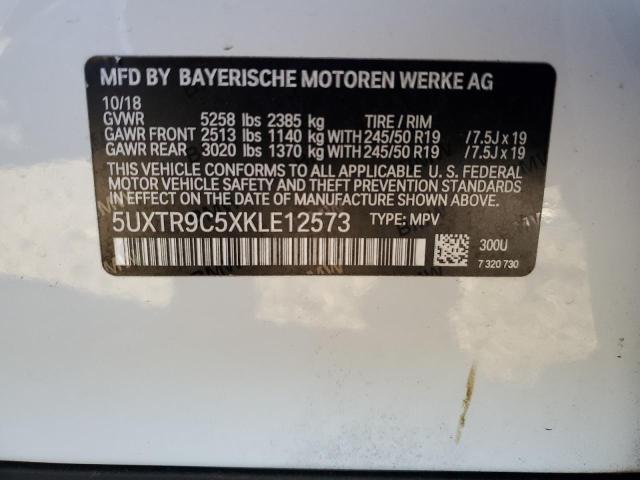 MFD BY BAYERISCHE MOTOREN WERKE AG
10/18
GVWR 5258 lbs 2385 kg TIRE / RIM
GAWR FRONT 2513 lbs 1140 kg WITH 245/50 R19 /7.5J x 19
GAWR REAR 3020 lbs 1370 kg WITH 245/50 R19 /7.5J x 19
THIS VEHICLE CONFORMS TO ALL APPLICABLE U. S. FEDERAL
MOTOR VEHICLE SAFETY AND THEFT PREVENTION
STANDARDS IN EFFECT ON THE DATE OF MANUFACTURE SHOWN ABOVE.
5UXTR9C5XKLE12573 TYPE: MPV
300U
7 320 730